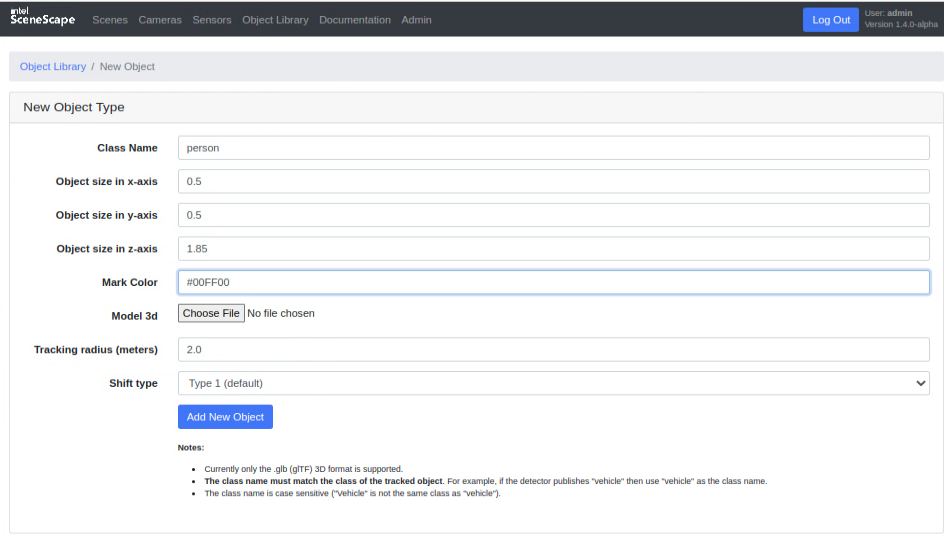 intel
SceneScape
Scenes Cameras Sensors Object Library Documentation Admin
Log Out
User: admin
Version 1.4.0-alpha
Object Library / New Object
New Object Type
Class Name person
Object size in x-axis 0.5
Object size in y-axis 0.5
Object size in z-axis 1.85
Mark Color #00FF00
Model 3d Choose File No file chosen
Tracking radius (meters) 2.0
Shift type Type 1 (default)
Add New Object
Notes:
• Currently only the .glb (glTF) 3D format is supported.
• The class name must match the class of the tracked object. For example, if the detector publishes "vehicle" then use "vehicle" as the class name.
• The class name is case sensitive ("Vehicle" is not the same class as "vehicle").